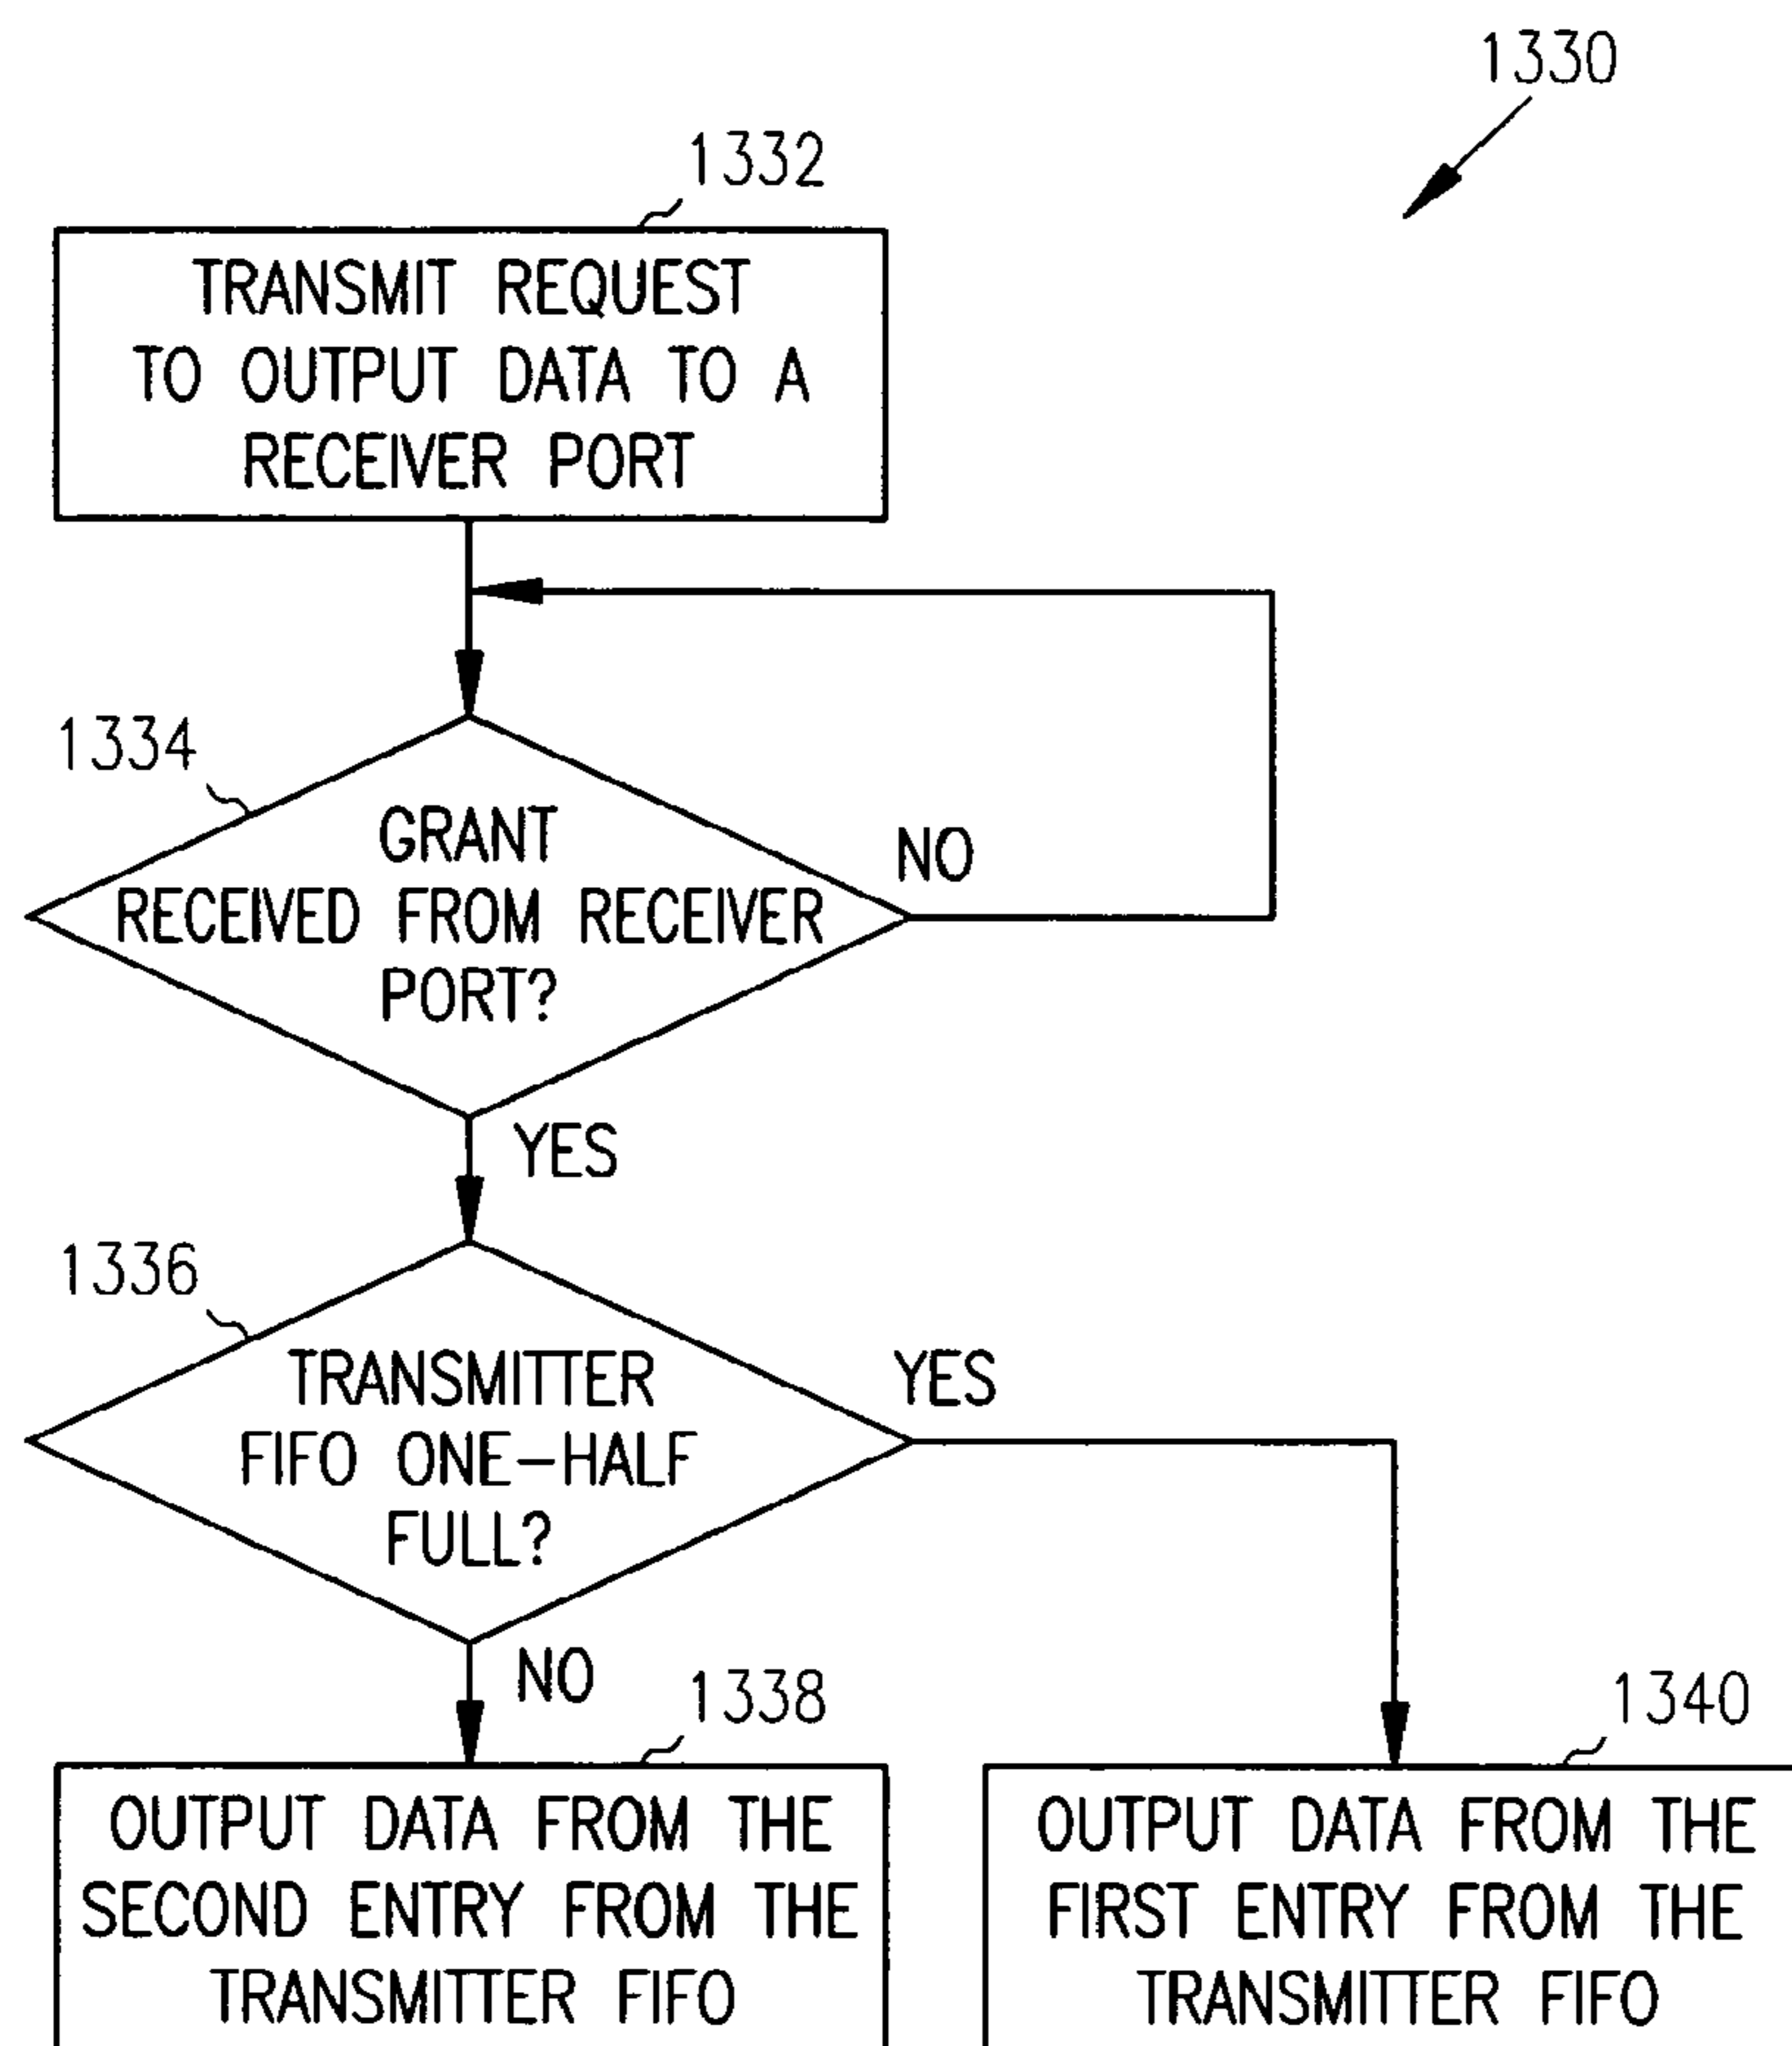 1330
1332
TRANSMIT REQUEST
TO OUTPUT DATA TO A
RECEIVER PORT
1334
GRANT
RECEIVED FROM RECEIVER
PORT?
NO
YES
1336
TRANSMITTER
FIFO ONE-HALF
FULL?
YES
NO
1338
OUTPUT DATA FROM THE
SECOND ENTRY FROM THE
TRANSMITTER FIFO
1340
OUTPUT DATA FROM THE
FIRST ENTRY FROM THE
TRANSMITTER FIFO